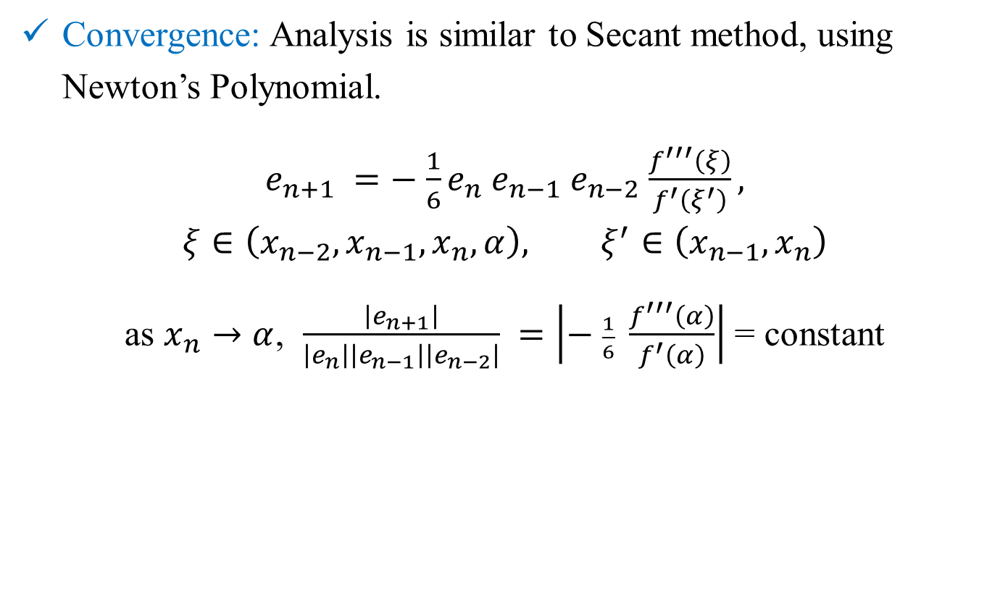 ✓ Convergence: Analysis is similar to Secant method, using
Newton’s Polynomial.
$e_{n+1} = -\frac{1}{6} e_n \, e_{n-1} \, e_{n-2} \frac{f'''(\xi)}{f'(\xi')},$
$\xi \in (x_{n-2}, x_{n-1}, x_n, \alpha), \quad \xi' \in (x_{n-1}, x_n)$
as $x_n \to \alpha, \frac{|e_{n+1}|}{|e_n||e_{n-1}||e_{n-2}|} = \left| -\frac{1}{6} \frac{f'''(\alpha)}{f'(\alpha)} \right|$ = constant